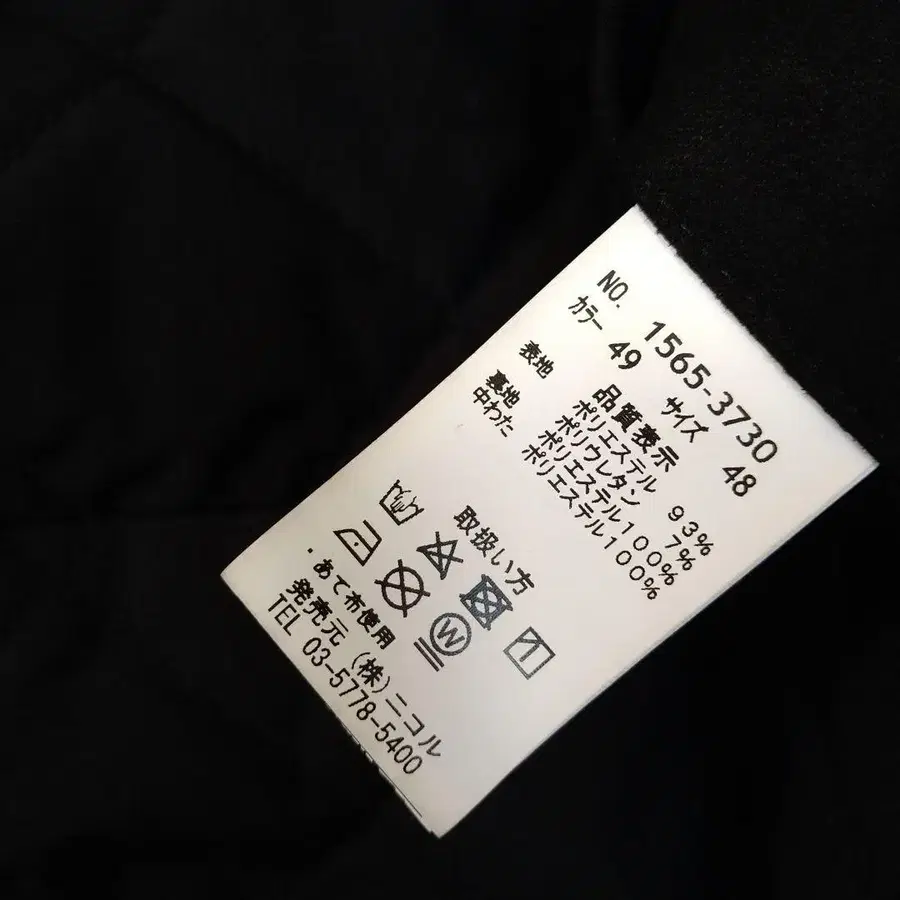 NO. 1565-3730
カラー 49 サイズ 48
品質表示
表地 ポリエステル 93%
ポリウレタン 7%
裏地 ポリエステル100%
中わた ポリエステル100%
取扱い方
W
・あて布使用
発売元 (株)ニコル
TEL 03-5778-5400